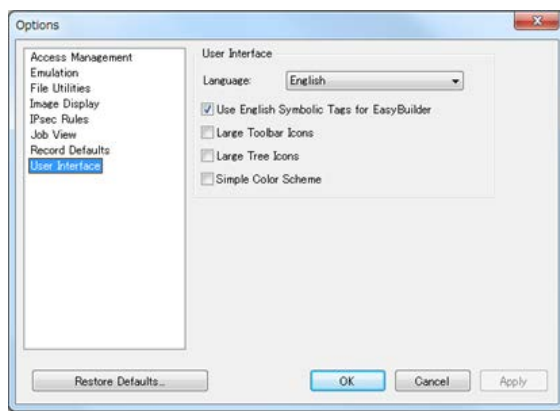 Options
Access Management
Emulation
File Utilities
Image Display
IPsec Rules
Job View
Record Defaults
User Interface
User Interface
Language: English
Use English Symbolic Tags for EasyBuilder
Large Toolbar Icons
Large Tree Icons
Simple Color Scheme
Restore Defaults...
OK Cancel Apply